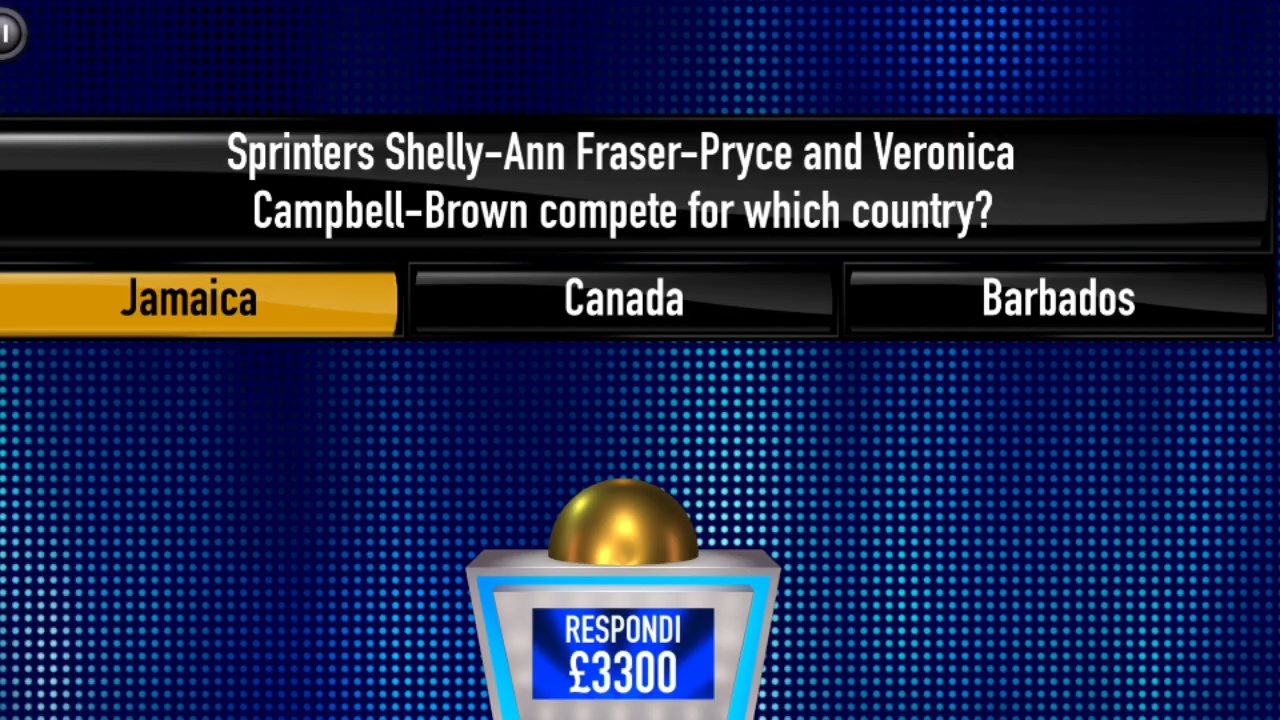 Sprinters Shelly-Ann Fraser-Pryce and Veronica
Campbell-Brown compete for which country?
Jamaica
Canada
Barbados
RESPONDI
£3300